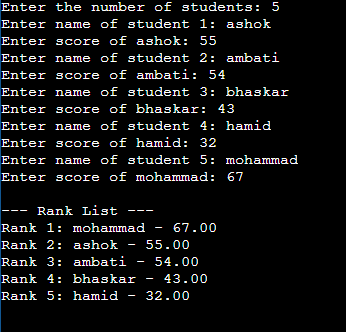 Enter the number of students: 5
Enter name of student 1: ashok
Enter score of ashok: 55
Enter name of student 2: ambati
Enter score of ambati: 54
Enter name of student 3: bhaskar
Enter score of bhaskar: 43
Enter name of student 4: hamid
Enter score of hamid: 32
Enter name of student 5: mohammad
Enter score of mohammad: 67

--- Rank List ---
Rank 1: mohammad - 67.00
Rank 2: ashok - 55.00
Rank 3: ambati - 54.00
Rank 4: bhaskar - 43.00
Rank 5: hamid - 32.00